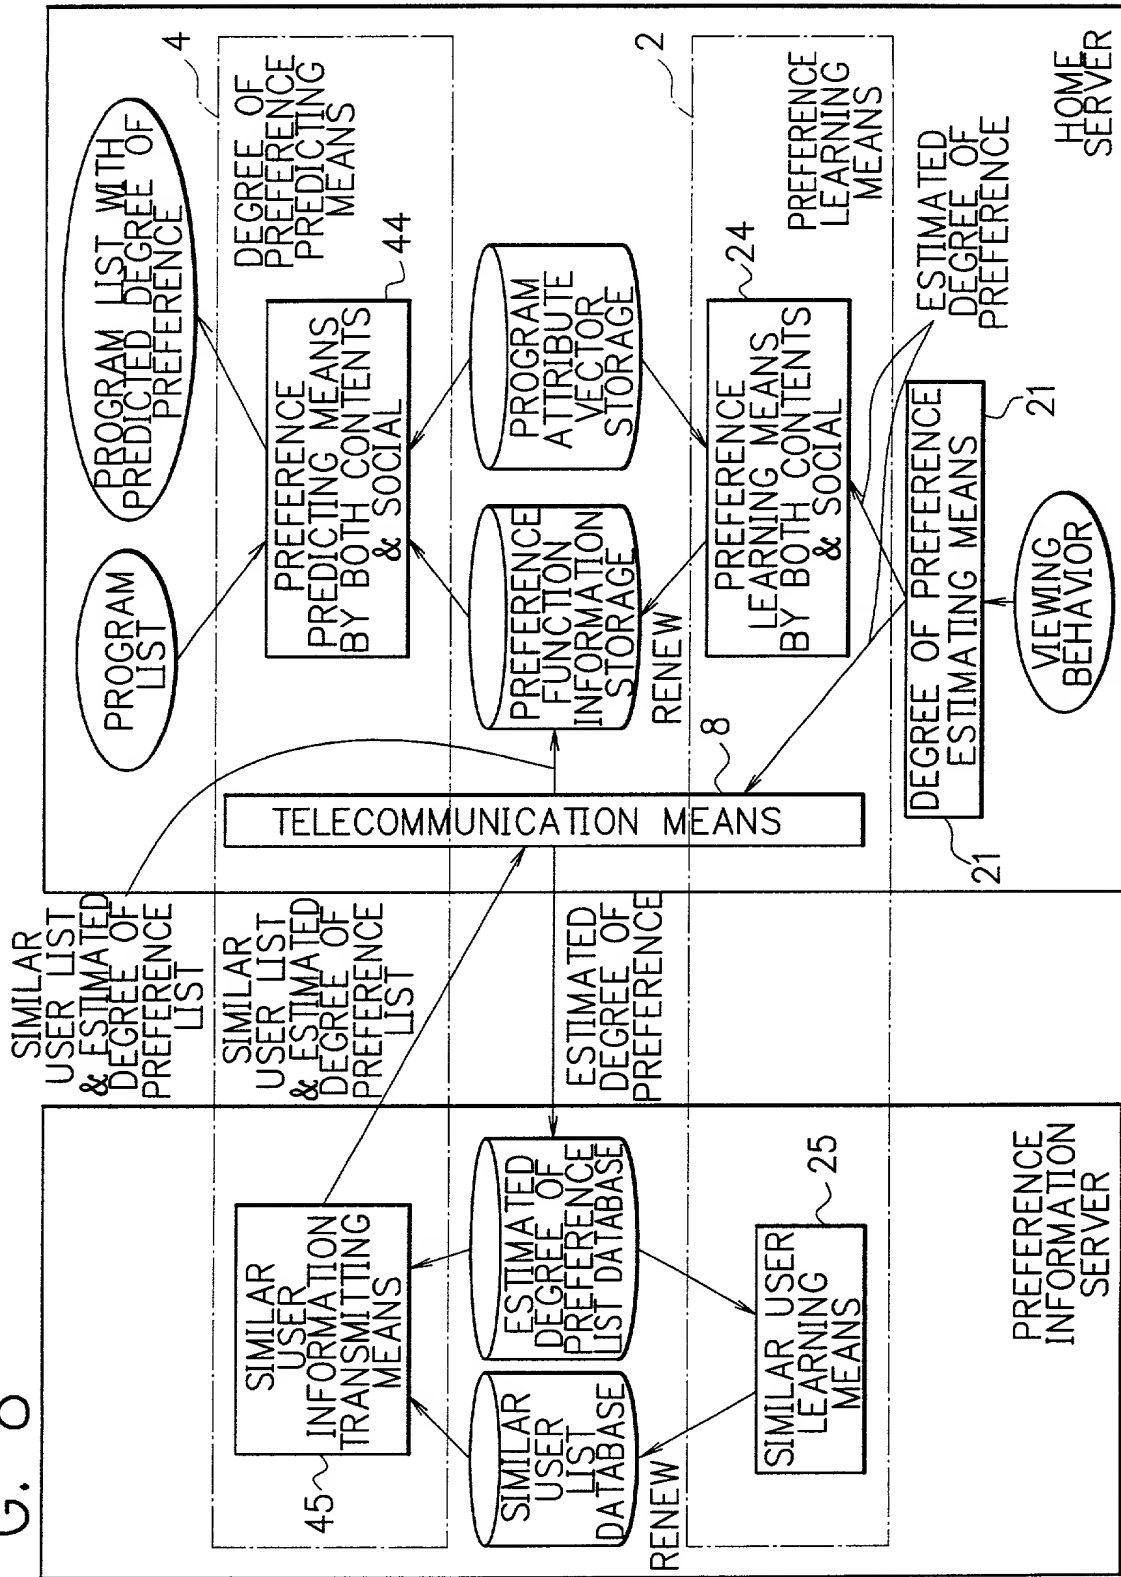 G. 8
SIMILAR
USER LIST
& ESTIMATED
DEGREE OF
PREFERENCE
LIST
PROGRAM
LIST
PROGRAM LIST WITH
PREDICTED DEGREE OF
PREFERENCE
4
45
SIMILAR
USER
INFORMATION
TRANSMITTING
MEANS
SIMILAR
USER LIST
& ESTIMATED
DEGREE OF
PREFERENCE
LIST
PREFERENCE
PREDICTING MEANS
BY BOTH CONTENTS
& SOCIAL
44
DEGREE OF
PREFERENCE
PREDICTING
MEANS
TELECOMMUNICATION MEANS
8
SIMILAR
USER
LIST
DATABASE
ESTIMATED
DEGREE OF
PREFERENCE
LIST DATABASE
ESTIMATED
DEGREE OF
PREFERENCE
PREFERENCE
FUNCTION
INFORMATION
STORAGE
PROGRAM
ATTRIBUTE
VECTOR
STORAGE
RENEW
RENEW
2
SIMILAR USER
LEARNING
MEANS
25
PREFERENCE
LEARNING MEANS
BY BOTH CONTENTS
& SOCIAL
24
PREFERENCE
LEARNING
MEANS
21
DEGREE OF PREFERENCE
ESTIMATING MEANS
21
ESTIMATED
DEGREE OF
PREFERENCE
VIEWING
BEHAVIOR
PREFERENCE
INFORMATION
SERVER
HOME
SERVER